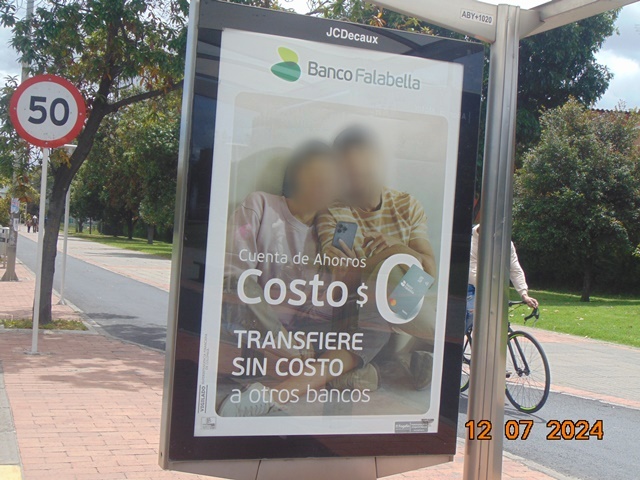 ABY+1020
JCDecaux
Banco Falabella
50
Cuenta de Ahorros
Costo $0
TRANSFIERE
SIN COSTO
a otros bancos
VIGILADO
12 07 2024